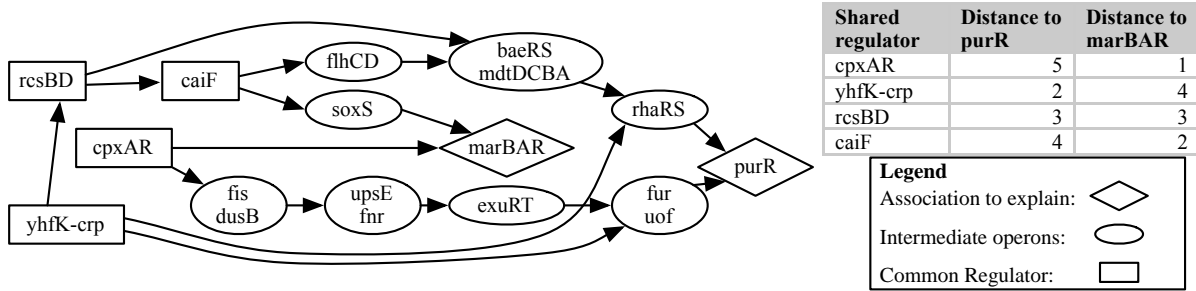 rcsBD
caiF
flhCD
baeRS
mdtDCBA
soxS
rhaRS
cpxAR
marBAR
purR
fis
dusB
upsE
fnr
exuRT
fur
uof
yhfK-crp
Shared regulator Distance to purR Distance to marBAR
cpxAR 5 1
yhfK-crp 2 4
rcsBD 3 3
caiF 4 2
Legend
Association to explain:
Intermediate operons:
Common Regulator: